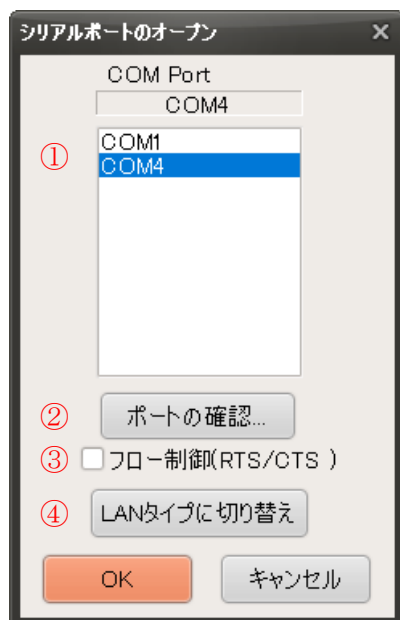 シリアルポートのオープン
COM Port
COM4
① COM1
COM4
② ポートの確認...
③ フロー制御(RTS/CTS )
④ LANタイプに切り替え
OK キャンセル